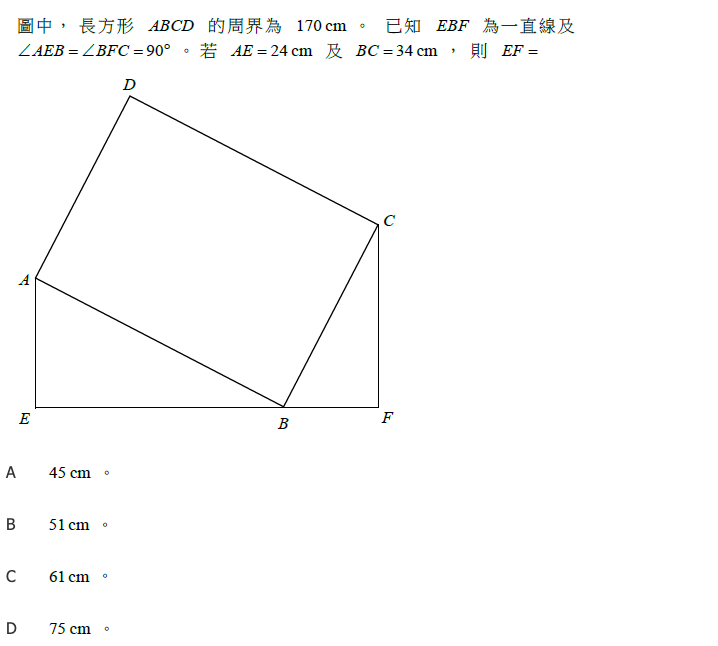 圖中，長方形 ABCD 的周界為 170 cm 。 已知 EBF 為一直線及
∠AEB = ∠BFC = 90° 。若 AE = 24 cm 及 BC = 34 cm ，則 EF =
D
C
A
E
B
F
A 45 cm 。
B 51 cm 。
C 61 cm 。
D 75 cm 。